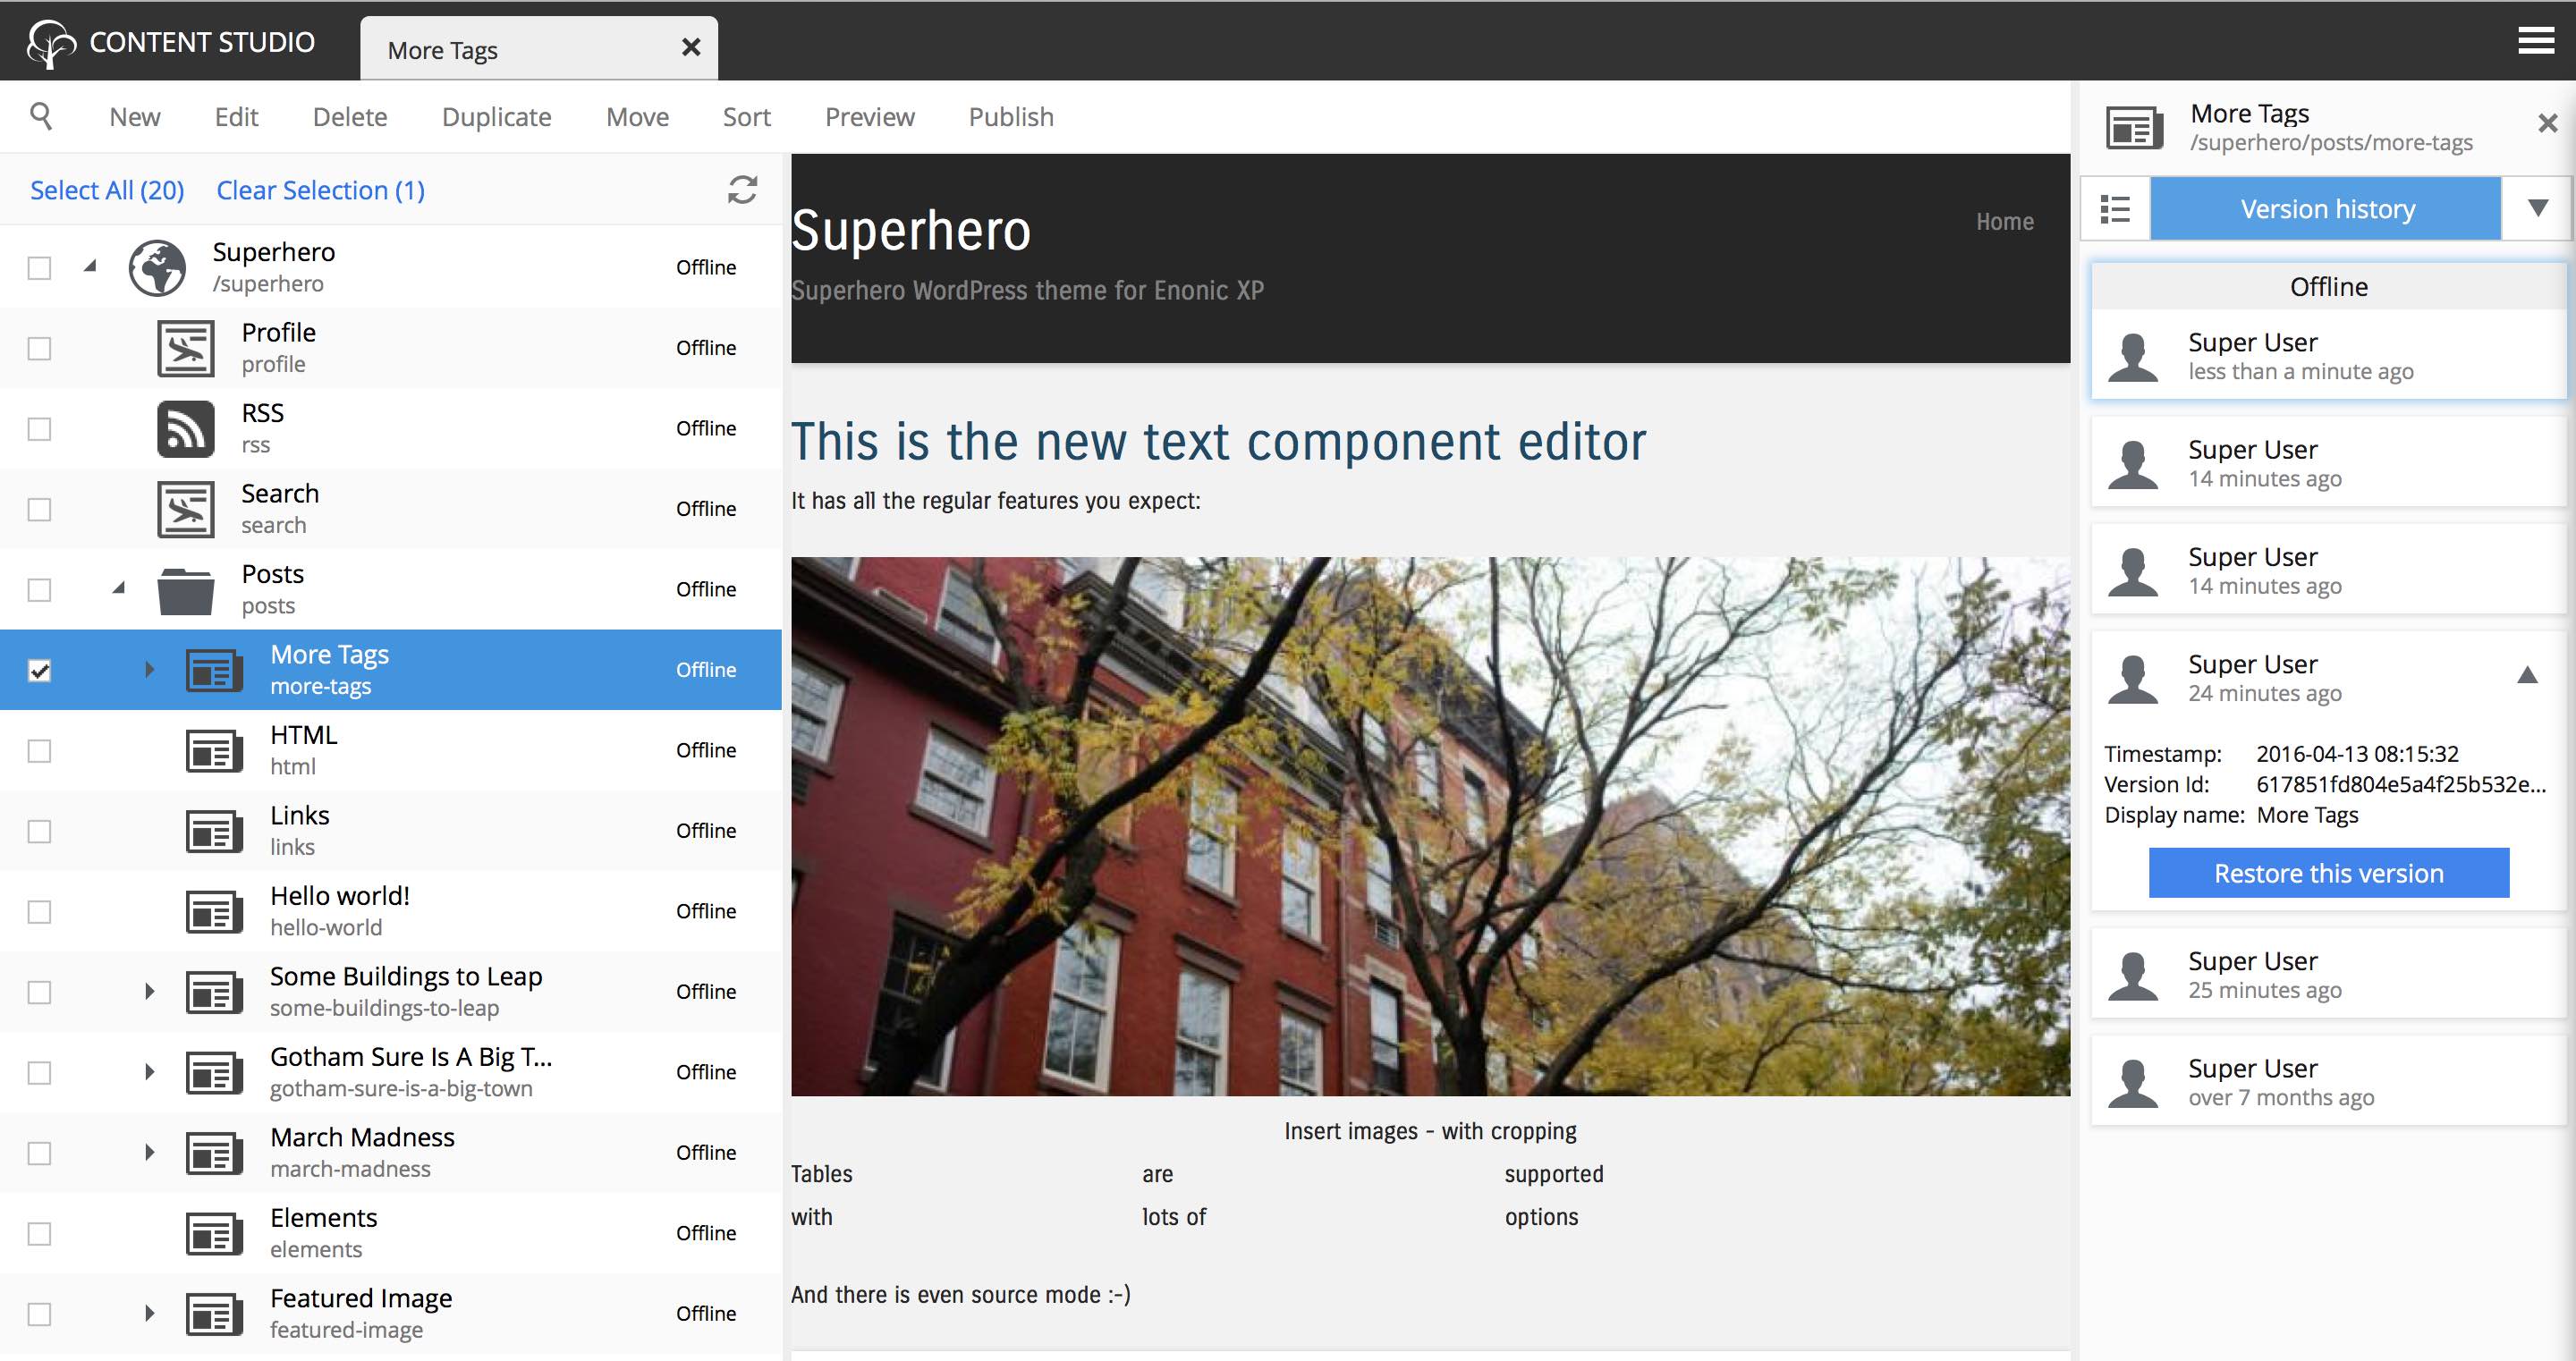 CONTENT STUDIO
More Tags
New Edit Delete Duplicate Move Sort Preview Publish
Select All (20) Clear Selection (1)
Superhero
/superhero
Offline
Profile
profile
Offline
RSS
rss
Offline
Search
search
Offline
Posts
posts
Offline
More Tags
more-tags
Offline
HTML
html
Offline
Links
links
Offline
Hello world!
hello-world
Offline
Some Buildings to Leap
some-buildings-to-leap
Offline
Gotham Sure Is A Big T...
gotham-sure-is-a-big-town
Offline
March Madness
march-madness
Offline
Elements
elements
Offline
Featured Image
featured-image
Offline
Superhero
Home
Superhero WordPress theme for Enonic XP
This is the new text component editor
It has all the regular features you expect:
Insert images - with cropping
Tables are supported
with lots of options
And there is even source mode :-)
More Tags
/superhero/posts/more-tags
Version history
Offline
Super User
less than a minute ago
Super User
14 minutes ago
Super User
14 minutes ago
Super User
24 minutes ago
Timestamp: 2016-04-13 08:15:32
Version Id: 617851fd804e5a4f25b532e...
Display name: More Tags
Restore this version
Super User
25 minutes ago
Super User
over 7 months ago